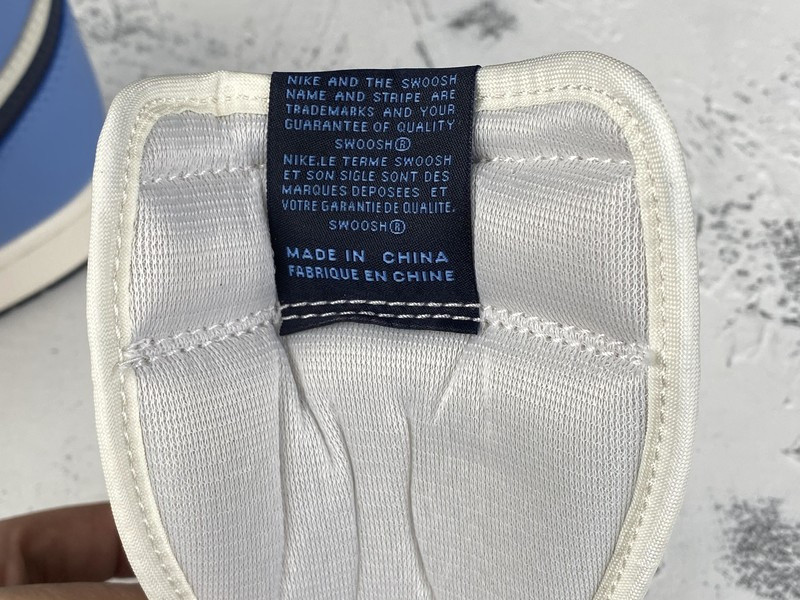 NIKE AND THE SWOOSH
NAME AND STRIPE ARE
TRADEMARKS AND YOUR
GUARANTEE OF QUALITY
SWOOSH®
NIKE,LE TERME SWOOSH
ET SON SIGLE SONT DES
MARQUES DEPOSEES ET
VOTRE GARANTIE DE QUALITE.
SWOOSH®
MADE IN CHINA
FABRIQUE EN CHINE